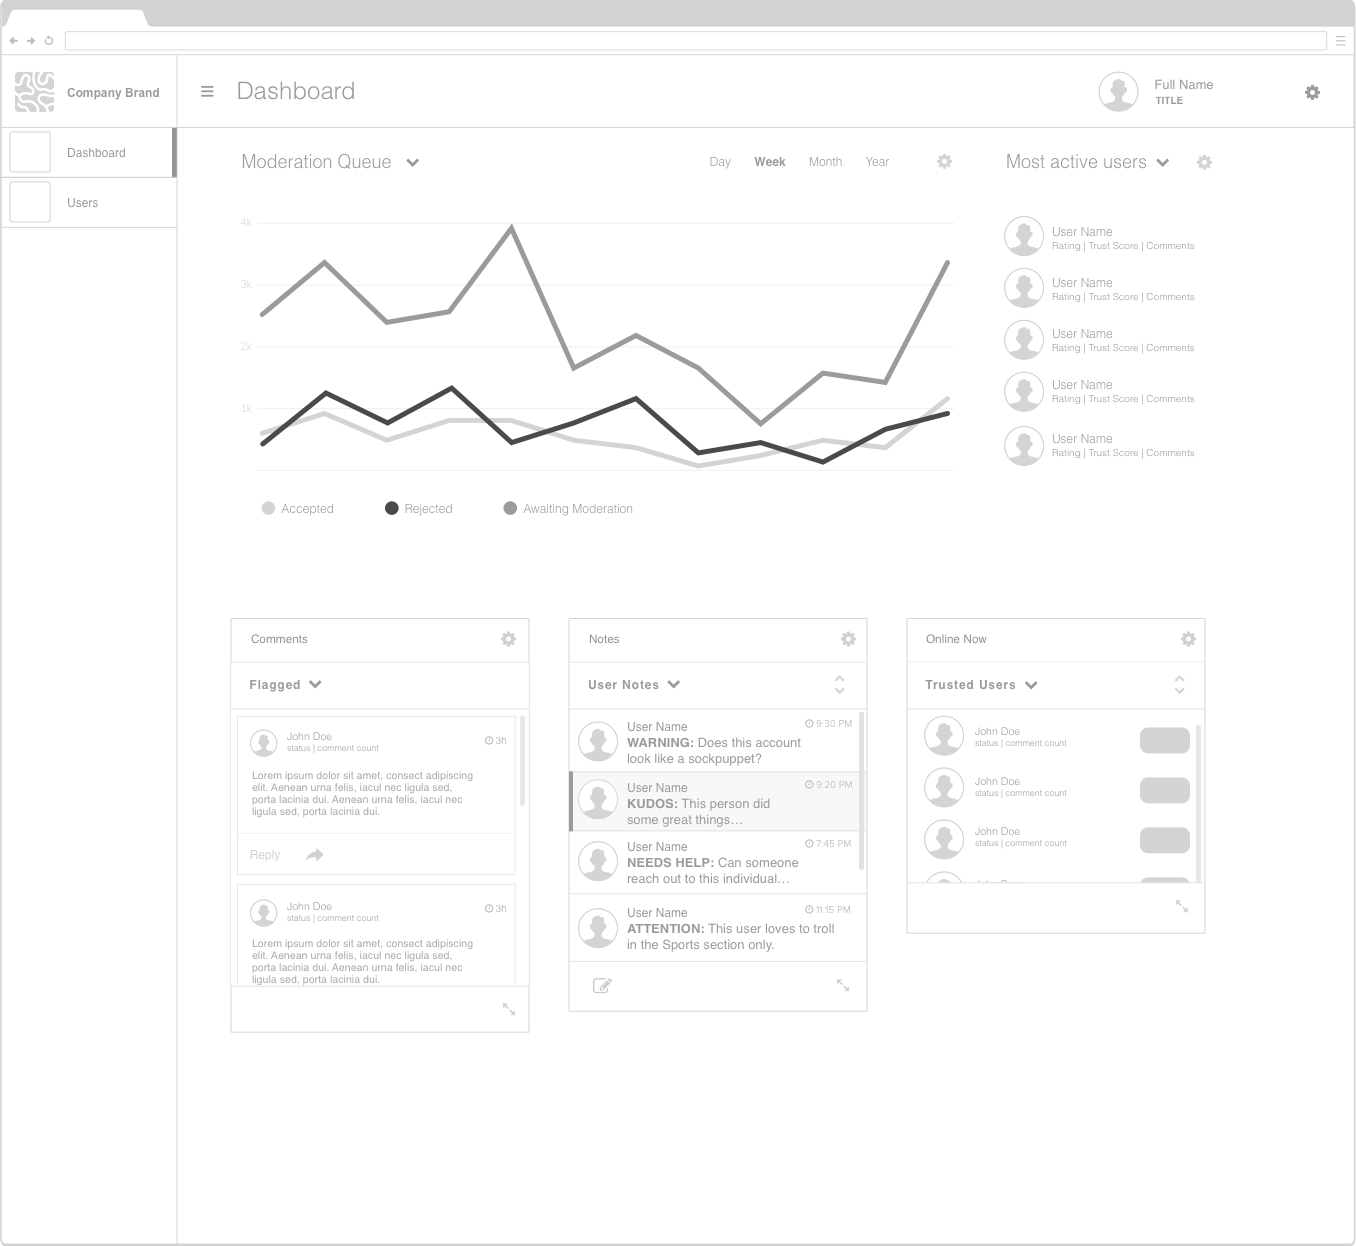 Company Brand
Dashboard
Full Name
TITLE
Dashboard
Users
Moderation Queue
Day Week Month Year
4k
3k
2k
1k
Accepted Rejected Awaiting Moderation
Most active users
User Name
Rating | Trust Score | Comments
User Name
Rating | Trust Score | Comments
User Name
Rating | Trust Score | Comments
User Name
Rating | Trust Score | Comments
User Name
Rating | Trust Score | Comments
Comments
Flagged
John Doe
status | comment count
3h
Lorem ipsum dolor sit amet, consect adipiscing
elit. Aenean urna felis, iacul nec ligula sed,
porta lacinia dui. Aenean urna felis, iacul nec
ligula sed, porta lacinia dui.
Reply
John Doe
status | comment count
3h
Lorem ipsum dolor sit amet, consect adipiscing
elit. Aenean urna felis, iacul nec ligula sed,
porta lacinia dui. Aenean urna felis, iacul nec
ligula sed, porta lacinia dui.
Notes
User Notes
User Name
9:30 PM
WARNING: Does this account
look like a sockpuppet?
User Name
9:20 PM
KUDOS: This person did
some great things…
User Name
7:45 PM
NEEDS HELP: Can someone
reach out to this individual…
User Name
11:15 PM
ATTENTION: This user loves to troll
in the Sports section only.
Online Now
Trusted Users
John Doe
status | comment count
John Doe
status | comment count
John Doe
status | comment count